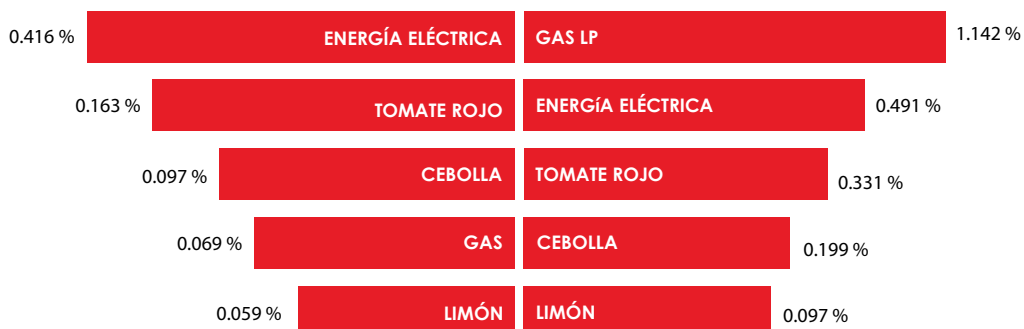 0.416 % ENERGÍA ELÉCTRICA GAS LP 1.142 %
0.163 % TOMATE ROJO ENERGíA ELÉCTRICA 0.491 %
0.097 % CEBOLLA TOMATE ROJO 0.331 %
0.069 % GAS CEBOLLA 0.199 %
0.059 % LIMÓN LIMÓN 0.097 %